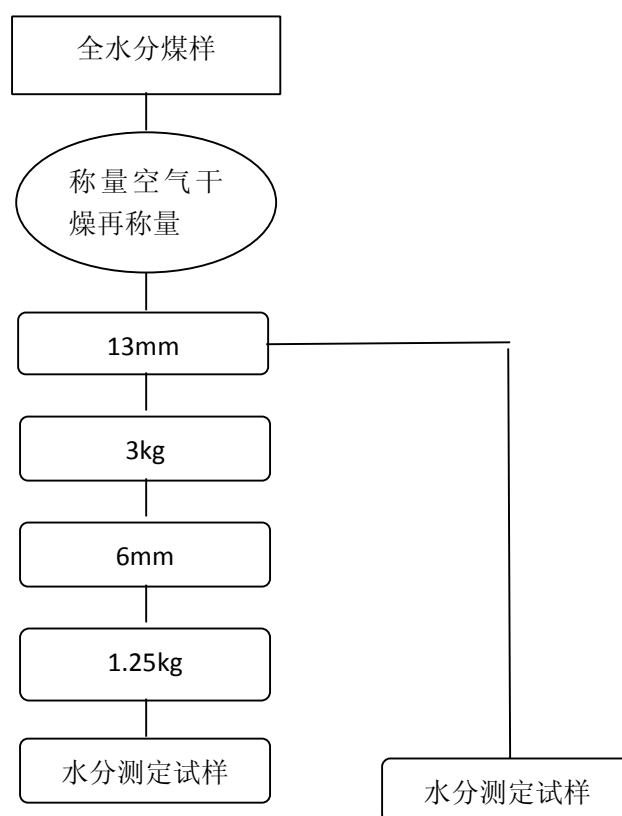 全水分煤样
称量空气干
燥再称量
13mm
3kg
6mm
1.25kg
水分测定试样
水分测定试样